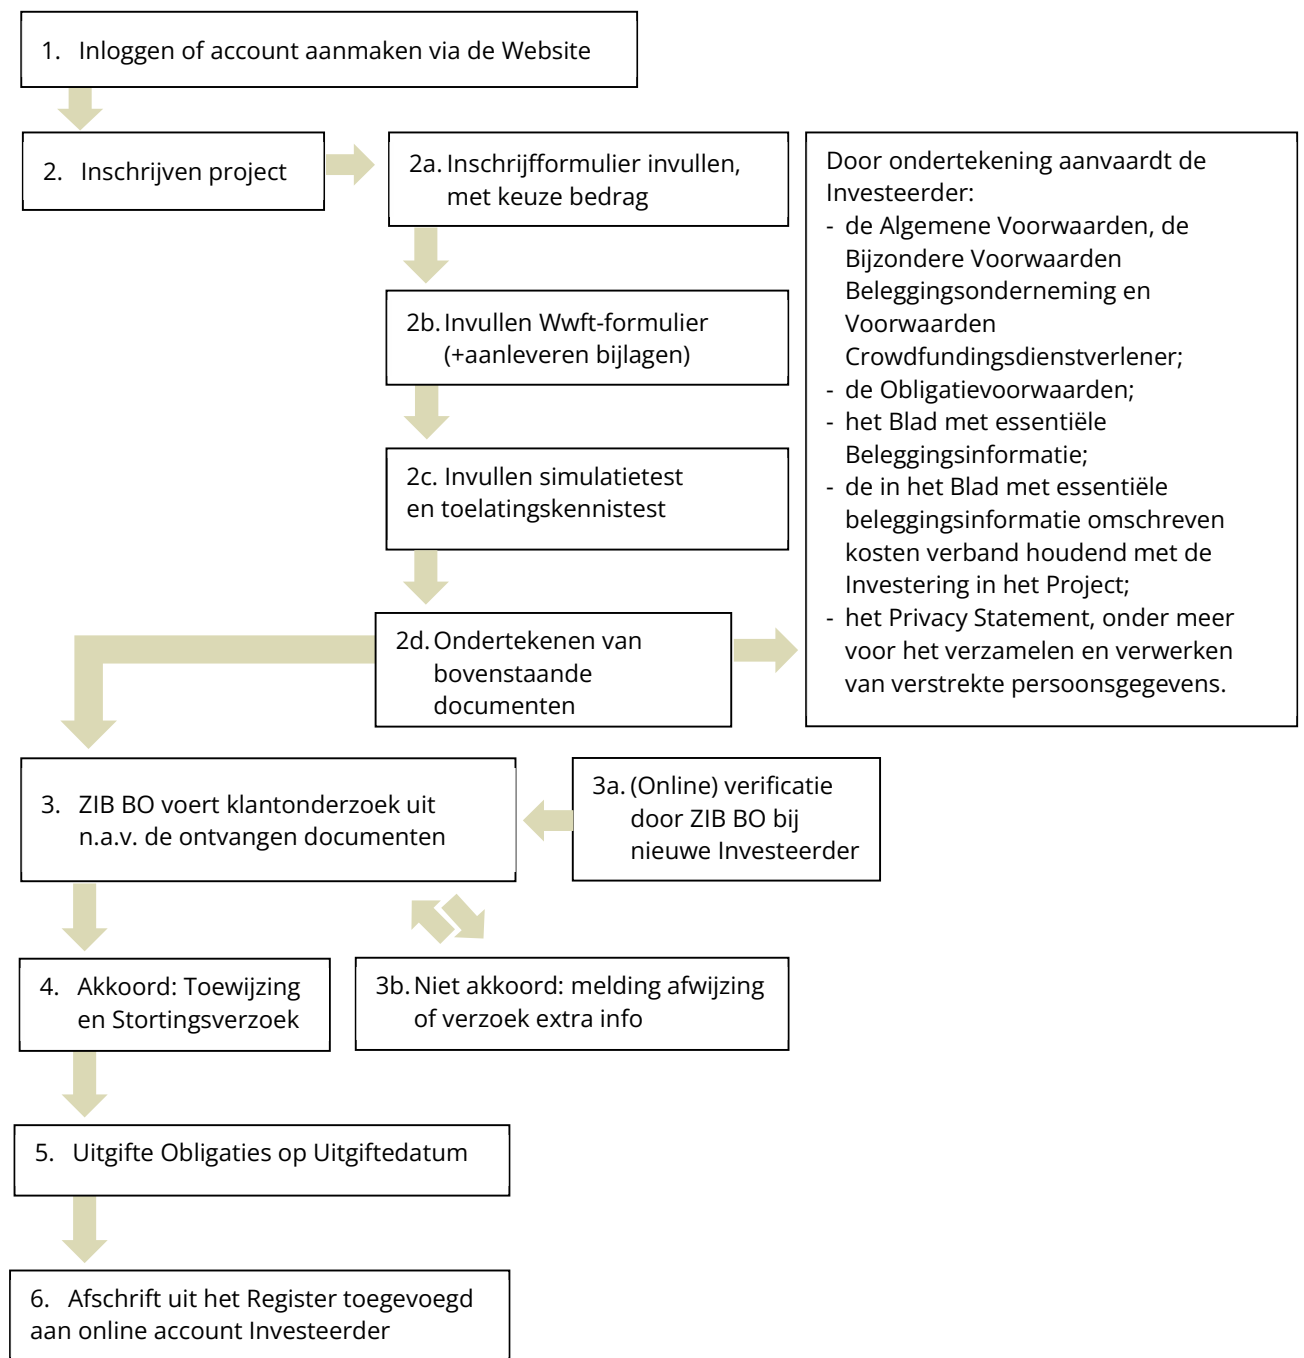 1. Inloggen of account aanmaken via de Website
2. Inschrijven project
2a. Inschrijfformulier invullen,
met keuze bedrag
2b. Invullen Wwft-formulier
(+aanleveren bijlagen)
2c. Invullen simulatietest
en toelatingskennistest
2d. Ondertekenen van
bovenstaande
documenten
Door ondertekening aanvaardt de
Investeerder:
- de Algemene Voorwaarden, de
Bijzondere Voorwaarden
Beleggingsonderneming en
Voorwaarden
Crowdfundingsdienstverlener;
- de Obligatievoorwaarden;
- het Blad met essentiële
Beleggingsinformatie;
- de in het Blad met essentiële
beleggingsinformatie omschreven
kosten verband houdend met de
Investering in het Project;
- het Privacy Statement, onder meer
voor het verzamelen en verwerken
van verstrekte persoonsgegevens.
3. ZIB BO voert klantonderzoek uit
n.a.v. de ontvangen documenten
3a. (Online) verificatie
door ZIB BO bij
nieuwe Investeerder
4. Akkoord: Toewijzing
en Stortingsverzoek
3b. Niet akkoord: melding afwijzing
of verzoek extra info
5. Uitgifte Obligaties op Uitgiftedatum
6. Afschrift uit het Register toegevoegd
aan online account Investeerder